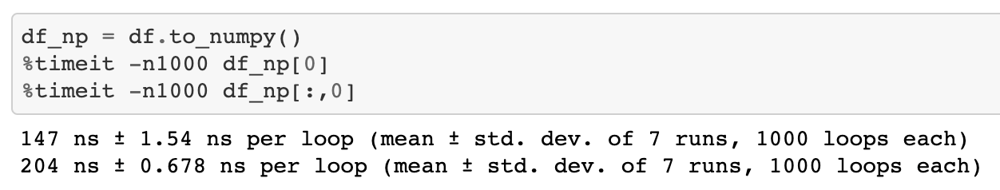 df_np = df.to_numpy()
%timeit -n1000 df_np[0]
%timeit -n1000 df_np[:,0]
147 ns ± 1.54 ns per loop (mean ± std. dev. of 7 runs, 1000 loops each)
204 ns ± 0.678 ns per loop (mean ± std. dev. of 7 runs, 1000 loops each)